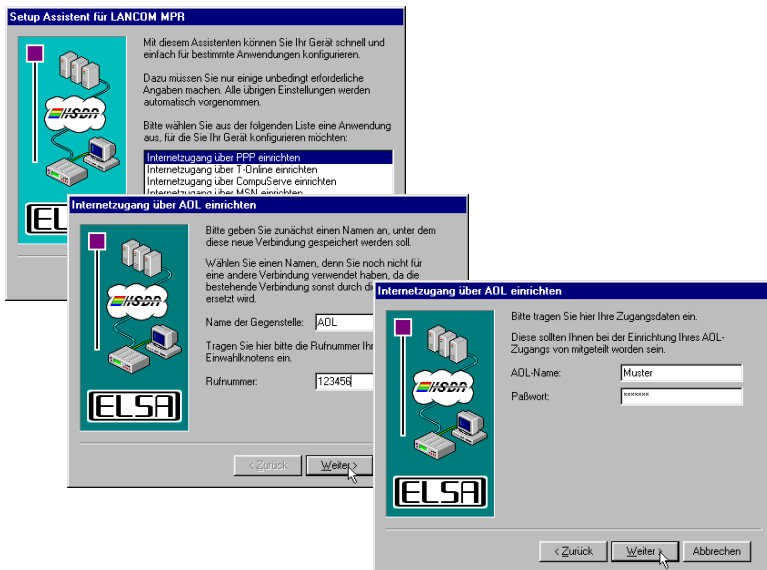 Setup Assistent für LANCOM MPR
Mit diesem Assistenten können Sie Ihr Gerät schnell und
einfach für bestimmte Anwendungen konfigurieren.
Dazu müssen Sie nur einige unbedingt erforderliche
Angaben machen. Alle übrigen Einstellungen werden
automatisch vorgenommen.
Bitte wählen Sie aus der folgenden Liste eine Anwendung
aus, für die Sie Ihr Gerät konfigurieren möchten:
Internetzugang über PPP einrichten
Internetzugang über T-Online einrichten
Internetzugang über CompuServe einrichten
Internetzugang über MSN einrichten
ISDN
EL
Internetzugang über AOL einrichten
Bitte geben Sie zunächst einen Namen an, unter dem
diese neue Verbindung gespeichert werden soll.
Wählen Sie einen Namen, denn Sie noch nicht für
eine andere Verbindung verwendet haben, da die
bestehende Verbindung sonst durch di
ersetzt wird.
Name der Gegenstelle: AOL
Tragen Sie hier bitte die Rufnummer Ihr
Einwahlknotens ein.
Rufnummer: 123456
ISDN
ELSA
< Zurück Weiter >
Internetzugang über AOL einrichten
Bitte tragen Sie hier Ihre Zugangsdaten ein.
Diese sollten Ihnen bei der Einrichtung Ihres AOL-
Zugangs von mitgeteilt worden sein.
AOL-Name: Muster
Paßwort: xxxxxxx
ISDN
ELSA
< Zurück Weiter > Abbrechen